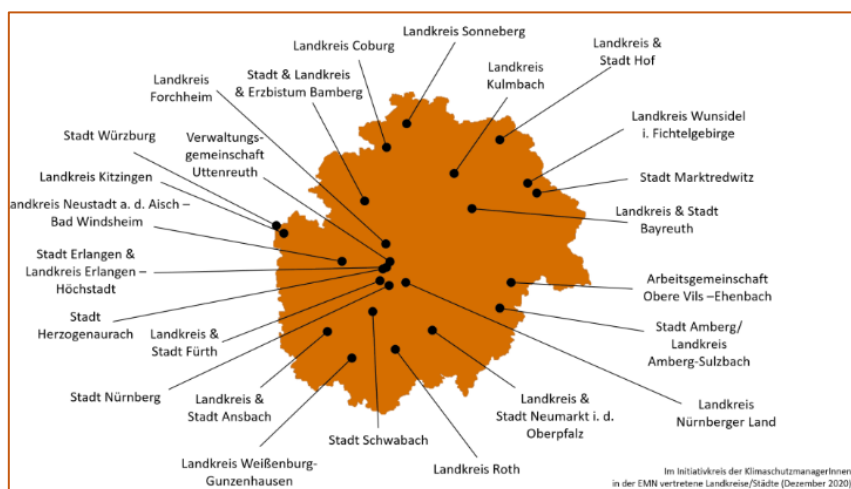 Landkreis Sonneberg
Landkreis Coburg
Landkreis &
Stadt Hof
Landkreis
Forchheim
Stadt & Landkreis
& Erzbistum Bamberg
Landkreis
Kulmbach
Landkreis Wunsidel
i. Fichtelgebirge
Stadt Würzburg
Verwaltungs-
gemeinschaft
Uttenreuth
Landkreis Kitzingen
Stadt Marktredwitz
Landkreis Neustadt a. d. Aisch –
Bad Windsheim
Landkreis & Stadt
Bayreuth
Stadt Erlangen &
Landkreis Erlangen –
Höchstadt
Arbeitsgemeinschaft
Obere Vils –Ehenbach
Stadt
Herzogenaurach
Landkreis &
Stadt Fürth
Stadt Amberg/
Landkreis
Amberg-Sulzbach
Stadt Nürnberg
Landkreis &
Stadt Ansbach
Landkreis &
Stadt Neumarkt i. d.
Oberpfalz
Landkreis
Nürnberger Land
Stadt Schwabach
Landkreis Weißenburg-
Gunzenhausen
Landkreis Roth
Im Initiativkreis der KlimaschutzmanagerInnen
in der EMN vertretene Landkreise/Städte (Dezember 2020)